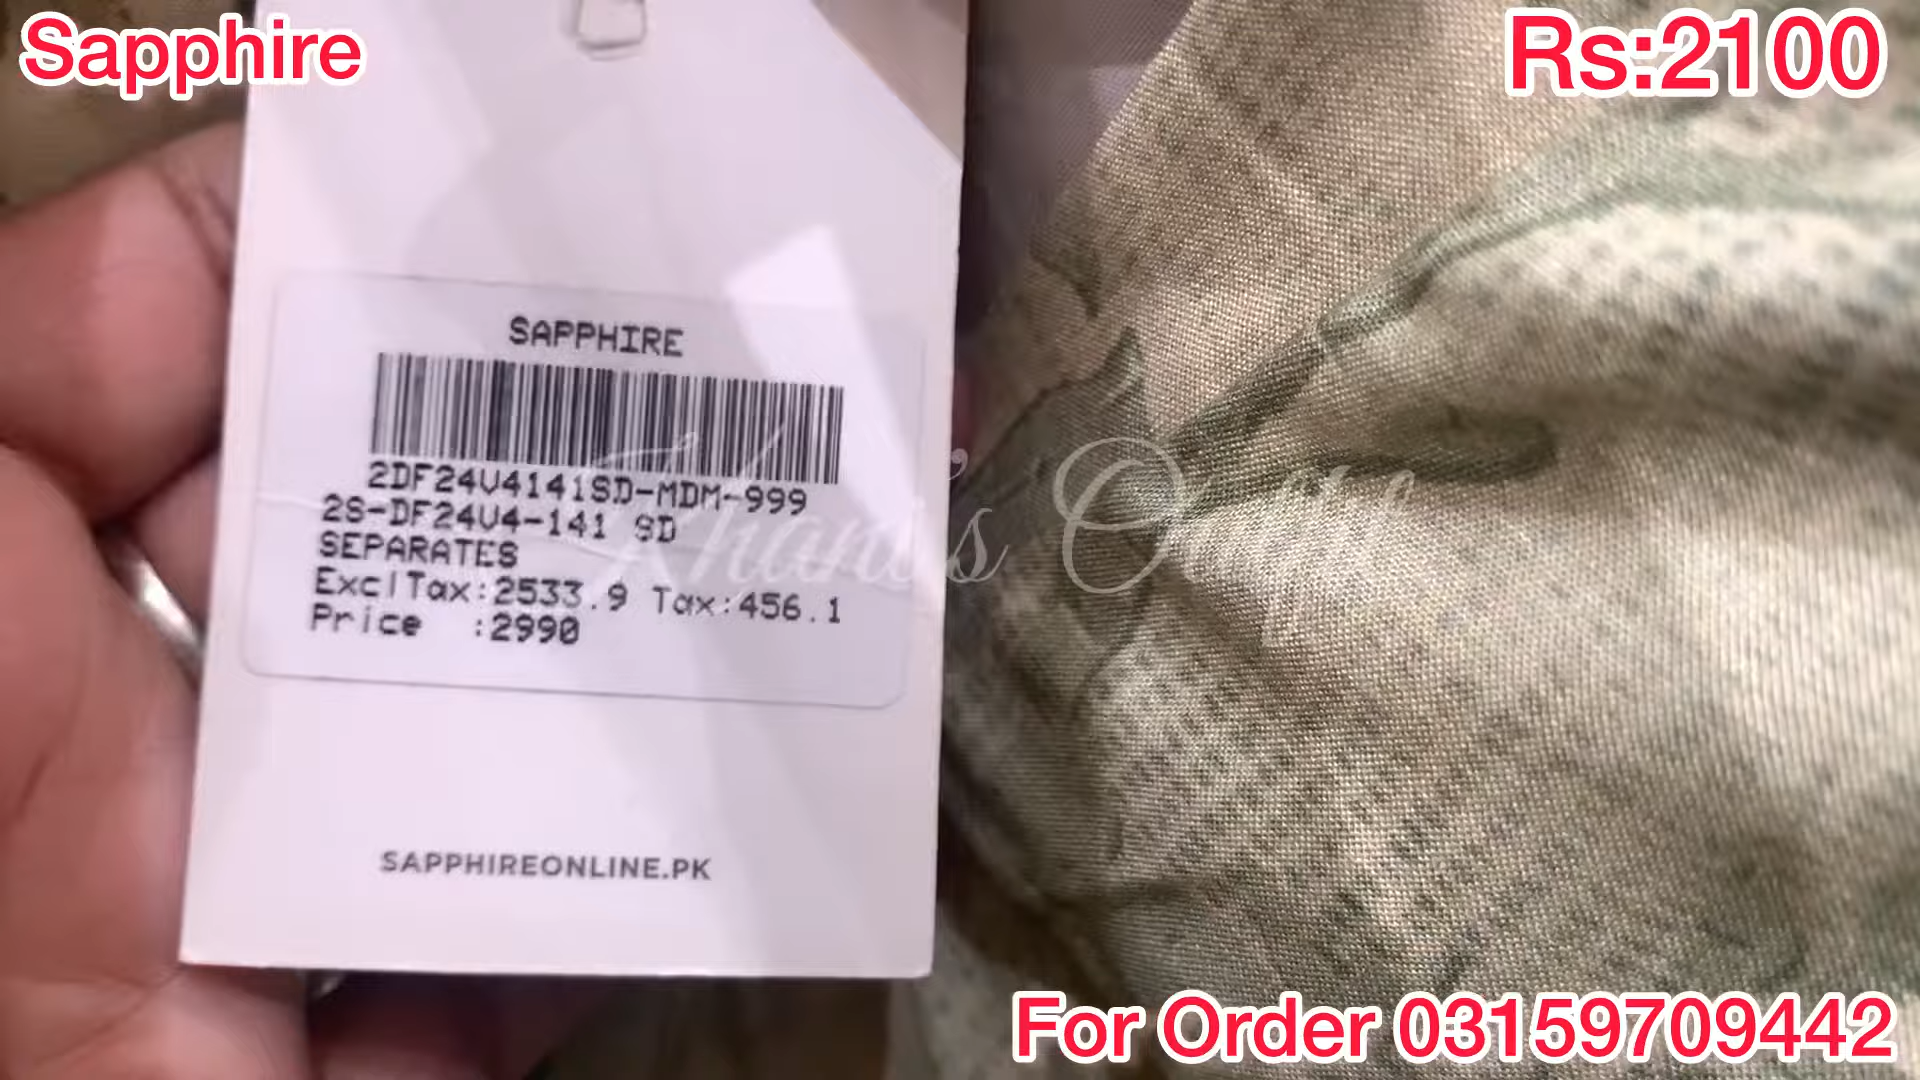 Sapphire
Rs:2100
SAPPHIRE
2DF24V4141SD-MDM-999
2S-DF24V4-141 SD
SEPARATES
ExclTax:2533.9 Tax:456.1
Price :2990
SAPPHIREONLINE.PK
For Order 03159709442